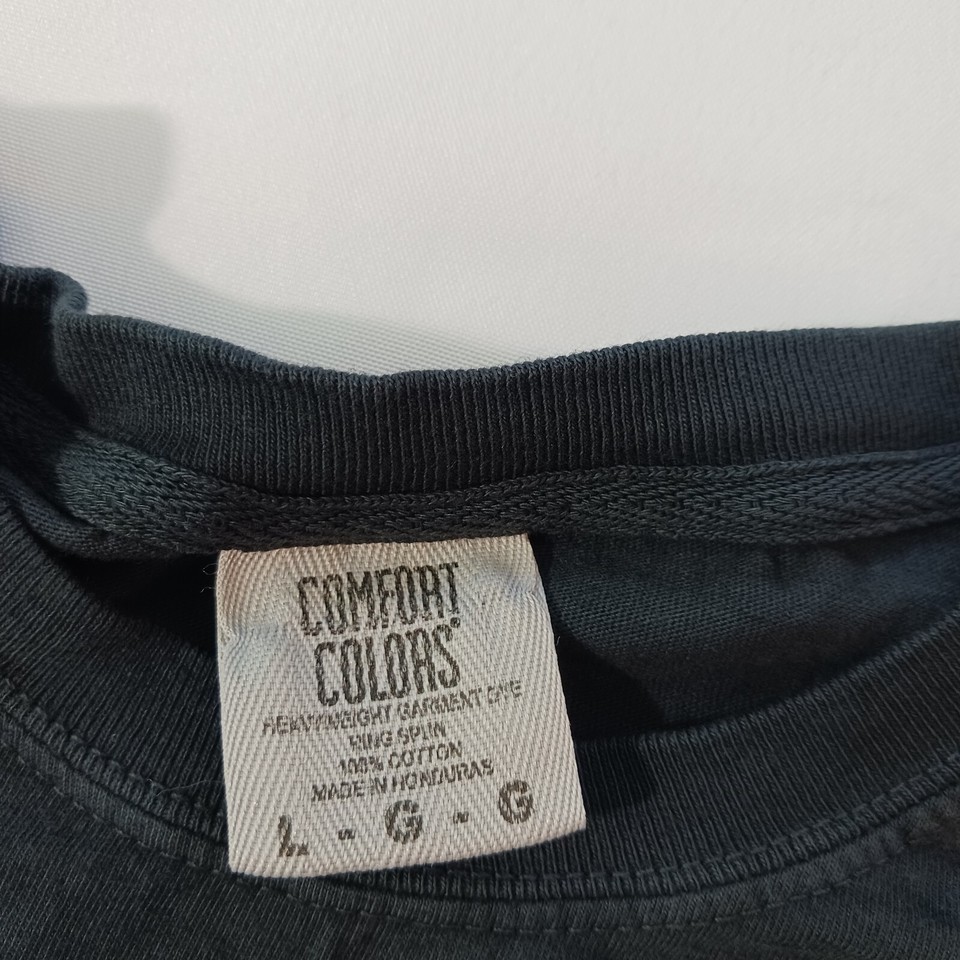 COMFORT
COLORS®
HEAVYWEIGHT GARMENT DYE
RING SPUN
100% COTTON
MADE IN HONDURAS
L - G - G